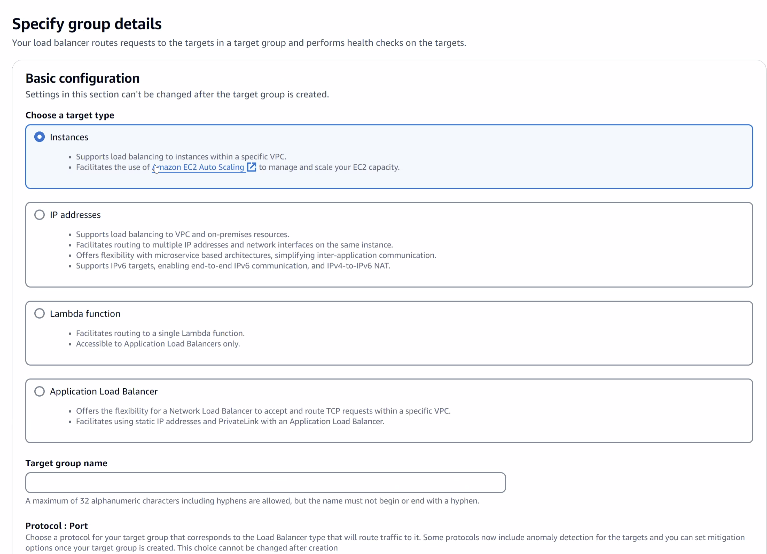 Specify group details
Your load balancer routes requests to the targets in a target group and performs health checks on the targets.
Basic configuration
Settings in this section can't be changed after the target group is created.
Choose a target type
Instances
• Supports load balancing to instances within a specific VPC.
• Facilitates the use of Amazon EC2 Auto Scaling to manage and scale your EC2 capacity.
IP addresses
• Supports load balancing to VPC and on-premises resources.
• Facilitates routing to multiple IP addresses and network interfaces on the same instance.
• Offers flexibility with microservice based architectures, simplifying inter-application communication.
• Supports IPv6 targets, enabling end-to-end IPv6 communication, and IPv4-to-IPv6 NAT.
Lambda function
• Facilitates routing to a single Lambda function.
• Accessible to Application Load Balancers only.
Application Load Balancer
• Offers the flexibility for a Network Load Balancer to accept and route TCP requests within a specific VPC.
• Facilitates using static IP addresses and PrivateLink with an Application Load Balancer.
Target group name
A maximum of 32 alphanumeric characters including hyphens are allowed, but the name must not begin or end with a hyphen.
Protocol : Port
Choose a protocol for your target group that corresponds to the Load Balancer type that will route traffic to it. Some protocols now include anomaly detection for the targets and you can set mitigation
options once your target group is created. This choice cannot be changed after creation